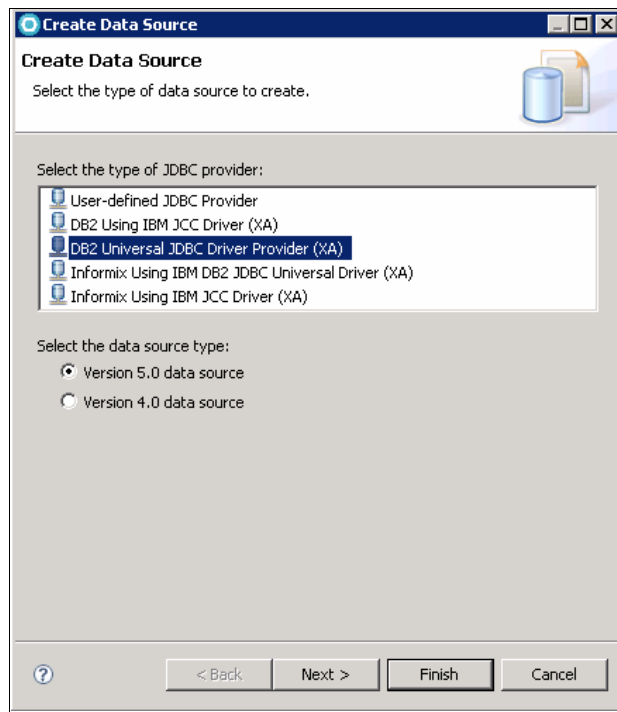 Create Data Source
Create Data Source
Select the type of data source to create.
Select the type of JDBC provider:
User-defined JDBC Provider
DB2 Using IBM JCC Driver (XA)
DB2 Universal JDBC Driver Provider (XA)
Informix Using IBM DB2 JDBC Universal Driver (XA)
Informix Using IBM JCC Driver (XA)
Select the data source type:
Version 5.0 data source
Version 4.0 data source
? < Back Next > Finish Cancel